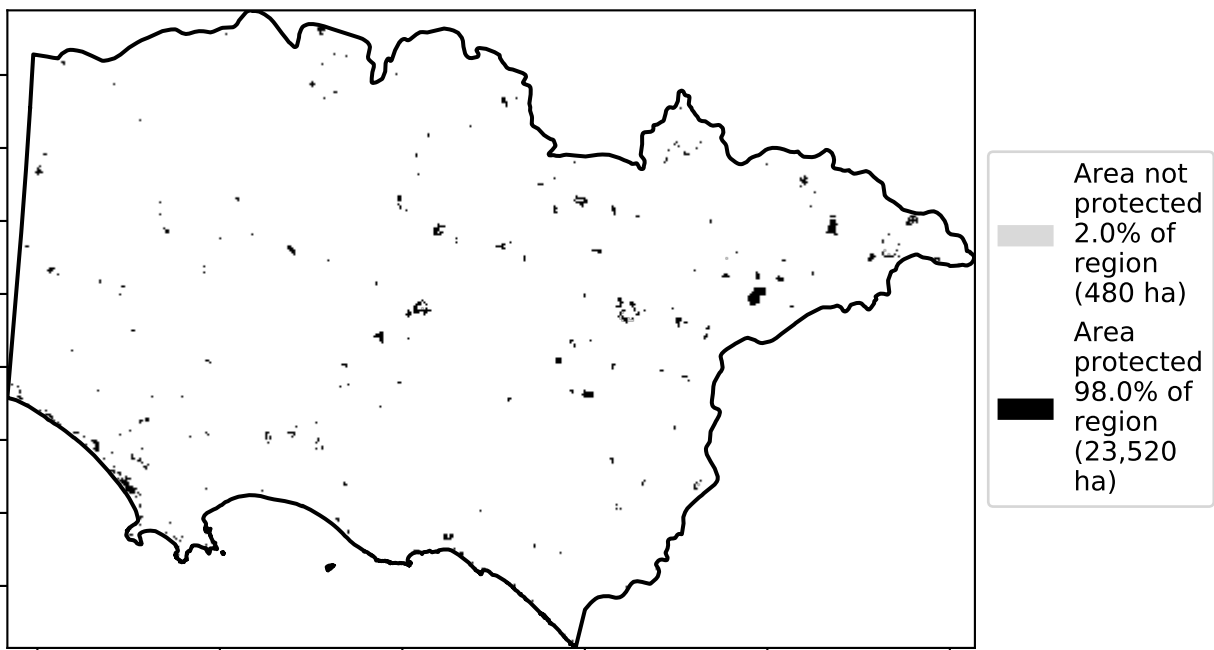 Area not
protected
2.0% of
region
(480 ha)
Area
protected
98.0% of
region
(23,520
ha)